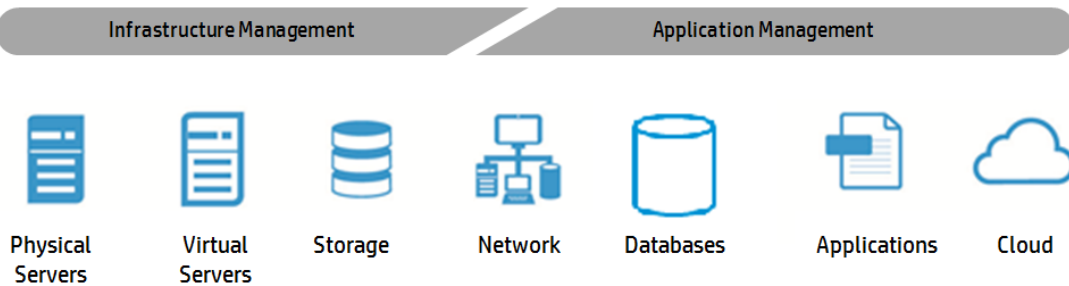 Infrastructure Management
Application Management
Physical
Servers
Virtual
Servers
Storage
Network
Databases
Applications
Cloud